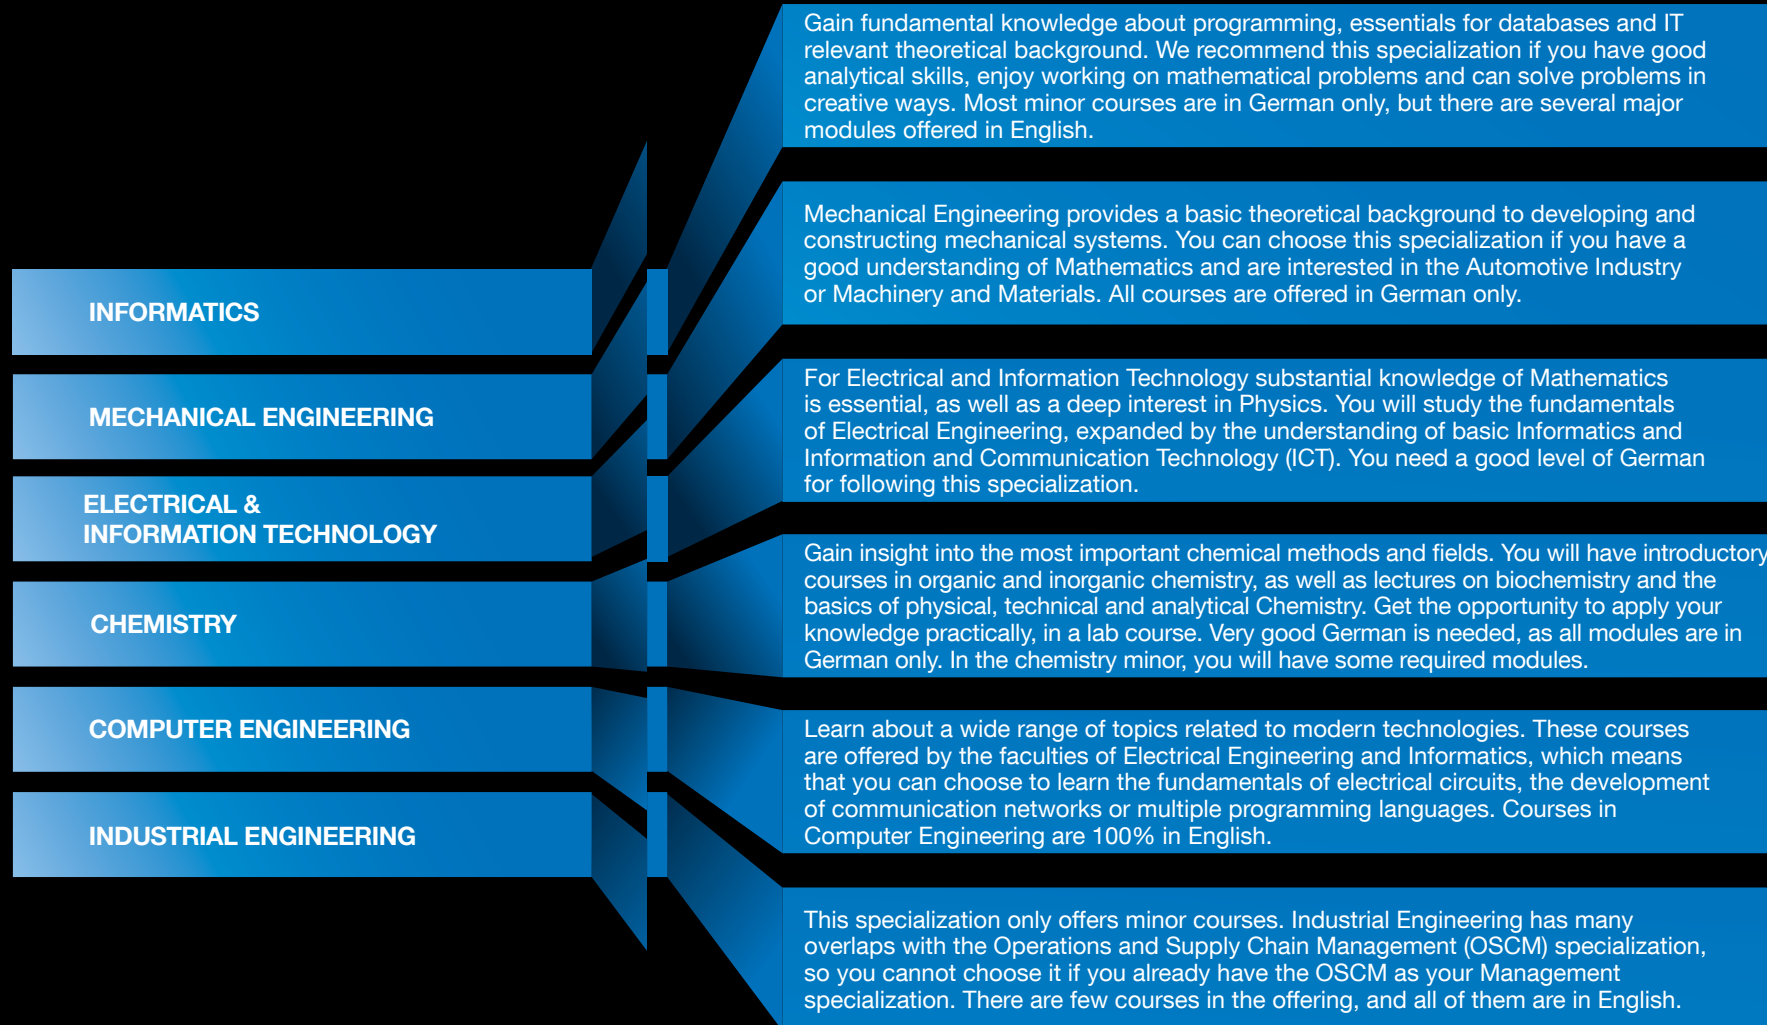 INFORMATICS
Gain fundamental knowledge about programming, essentials for databases and IT
relevant theoretical background. We recommend this specialization if you have good
analytical skills, enjoy working on mathematical problems and can solve problems in
creative ways. Most minor courses are in German only, but there are several major
modules offered in English.
MECHANICAL ENGINEERING
Mechanical Engineering provides a basic theoretical background to developing and
constructing mechanical systems. You can choose this specialization if you have a
good understanding of Mathematics and are interested in the Automotive Industry
or Machinery and Materials. All courses are offered in German only.
ELECTRICAL &
INFORMATION TECHNOLOGY
For Electrical and Information Technology substantial knowledge of Mathematics
is essential, as well as a deep interest in Physics. You will study the fundamentals
of Electrical Engineering, expanded by the understanding of basic Informatics and
Information and Communication Technology (ICT). You need a good level of German
for following this specialization.
CHEMISTRY
Gain insight into the most important chemical methods and fields. You will have introductory
courses in organic and inorganic chemistry, as well as lectures on biochemistry and the
basics of physical, technical and analytical Chemistry. Get the opportunity to apply your
knowledge practically, in a lab course. Very good German is needed, as all modules are in
German only. In the chemistry minor, you will have some required modules.
COMPUTER ENGINEERING
Learn about a wide range of topics related to modern technologies. These courses
are offered by the faculties of Electrical Engineering and Informatics, which means
that you can choose to learn the fundamentals of electrical circuits, the development
of communication networks or multiple programming languages. Courses in
Computer Engineering are 100% in English.
INDUSTRIAL ENGINEERING
This specialization only offers minor courses. Industrial Engineering has many
overlaps with the Operations and Supply Chain Management (OSCM) specialization,
so you cannot choose it if you already have the OSCM as your Management
specialization. There are few courses in the offering, and all of them are in English.